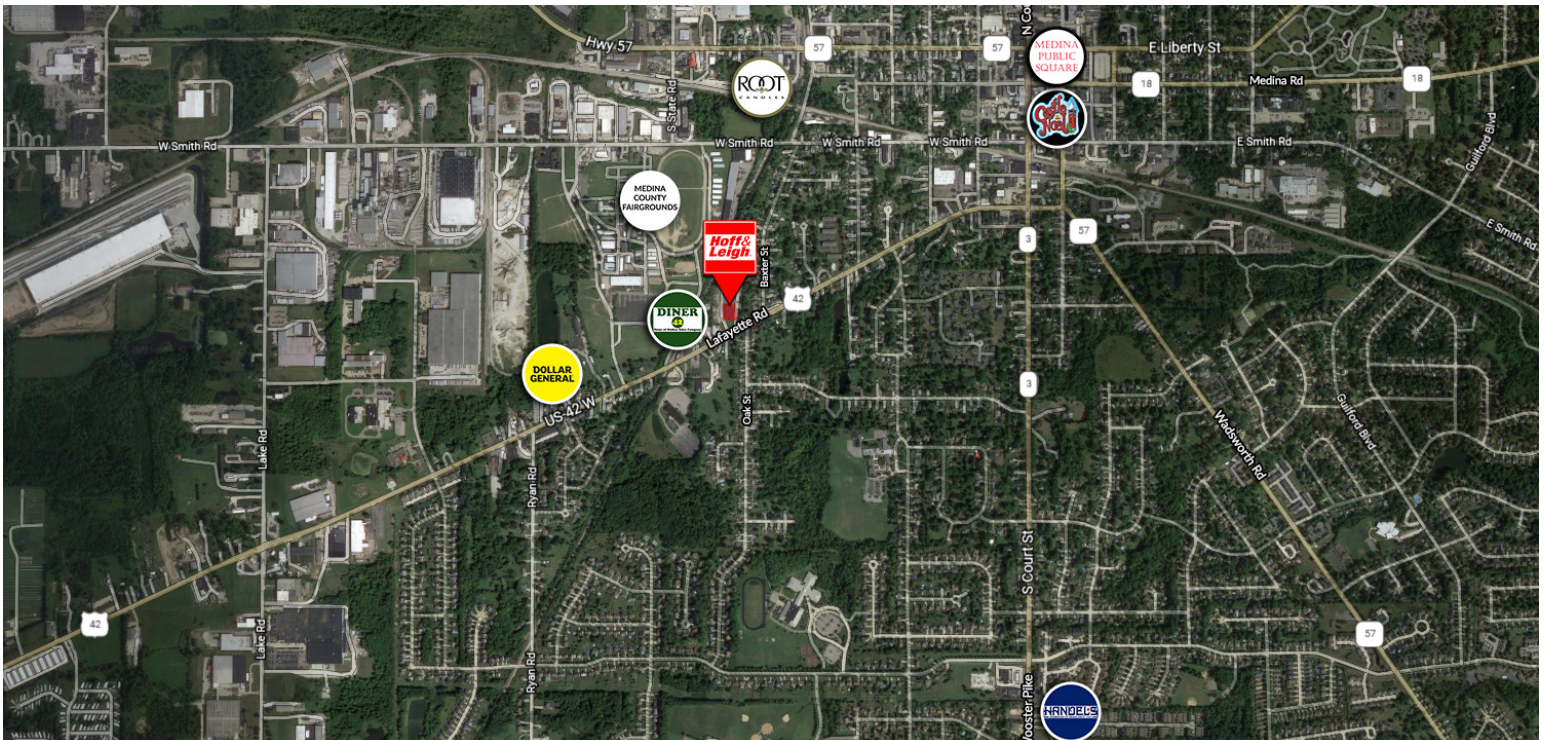 Hwy 57
57
57
N Co
MEDINA
PUBLIC
SQUARE
E Liberty St
ROOT
CANDLES
S State Rd
18
Medina Rd
18
Castle
Noel
W Smith Rd
W Smith Rd
W Smith Rd
W Smith Rd
E Smith Rd
Guilford Blvd
MEDINA
COUNTY
FAIRGROUNDS
Hoff&
Leigh
Baxter St
3
57
E Smith Rd
42
DINER
42
Lafayette Rd
DOLLAR
GENERAL
US-42 W
3
Oak St
Wadsworth Rd
Guilford Blvd
Lake Rd
Ryan Rd
S Court St
42
Lake Rd
57
Ryan Rd
Wooster Pike
HANDEL'S